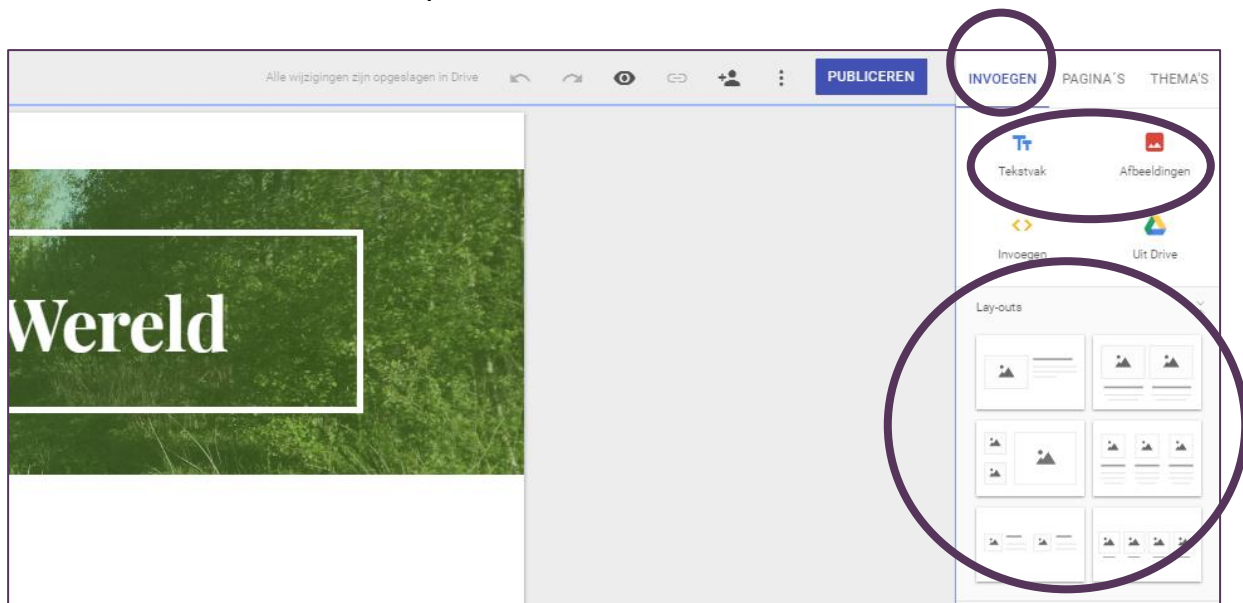 Alle wijzigingen zijn opgeslagen in Drive
PUBLICEREN
INVOEGEN PAGINA´S THEMA'S
Tekstvak Afbeeldingen
Invoegen Uit Drive
Wereld
Lay-outs